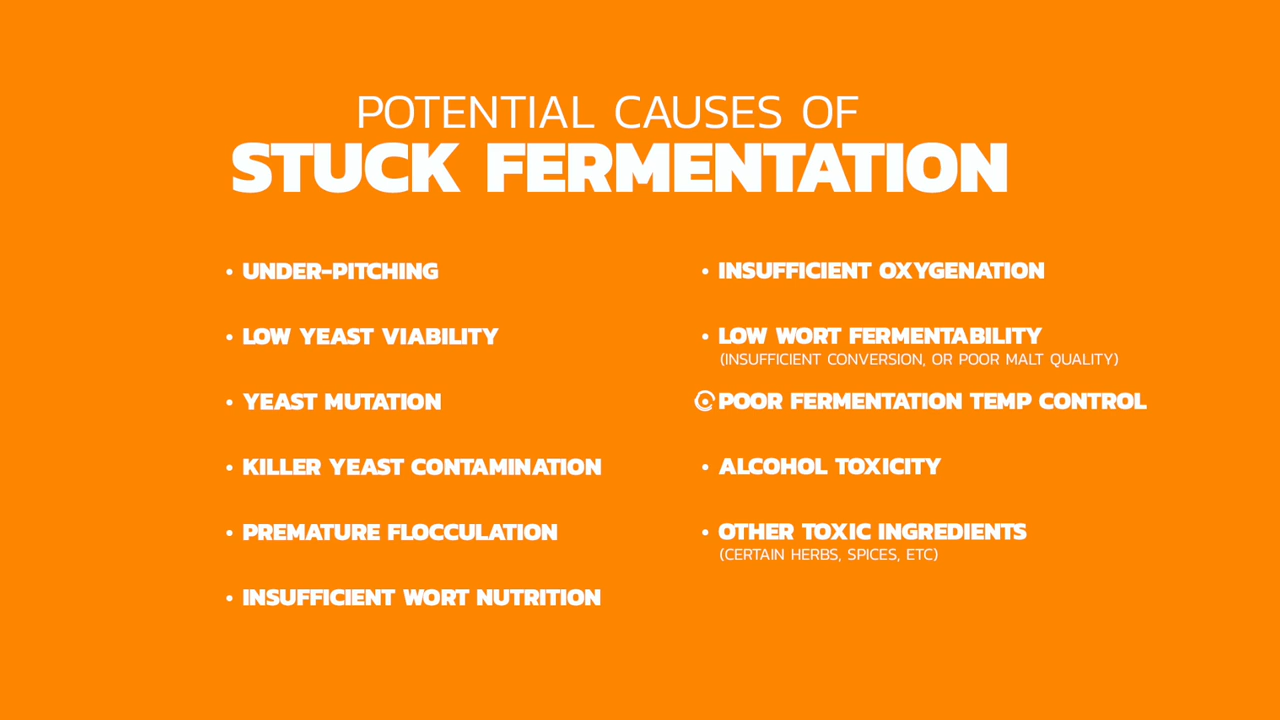 POTENTIAL CAUSES OF
STUCK FERMENTATION
• UNDER-PITCHING
• LOW YEAST VIABILITY
• YEAST MUTATION
• KILLER YEAST CONTAMINATION
• PREMATURE FLOCCULATION
• INSUFFICIENT WORT NUTRITION
• INSUFFICIENT OXYGENATION
• LOW WORT FERMENTABILITY
(INSUFFICIENT CONVERSION, OR POOR MALT QUALITY)
• POOR FERMENTATION TEMP CONTROL
• ALCOHOL TOXICITY
• OTHER TOXIC INGREDIENTS
(CERTAIN HERBS, SPICES, ETC)